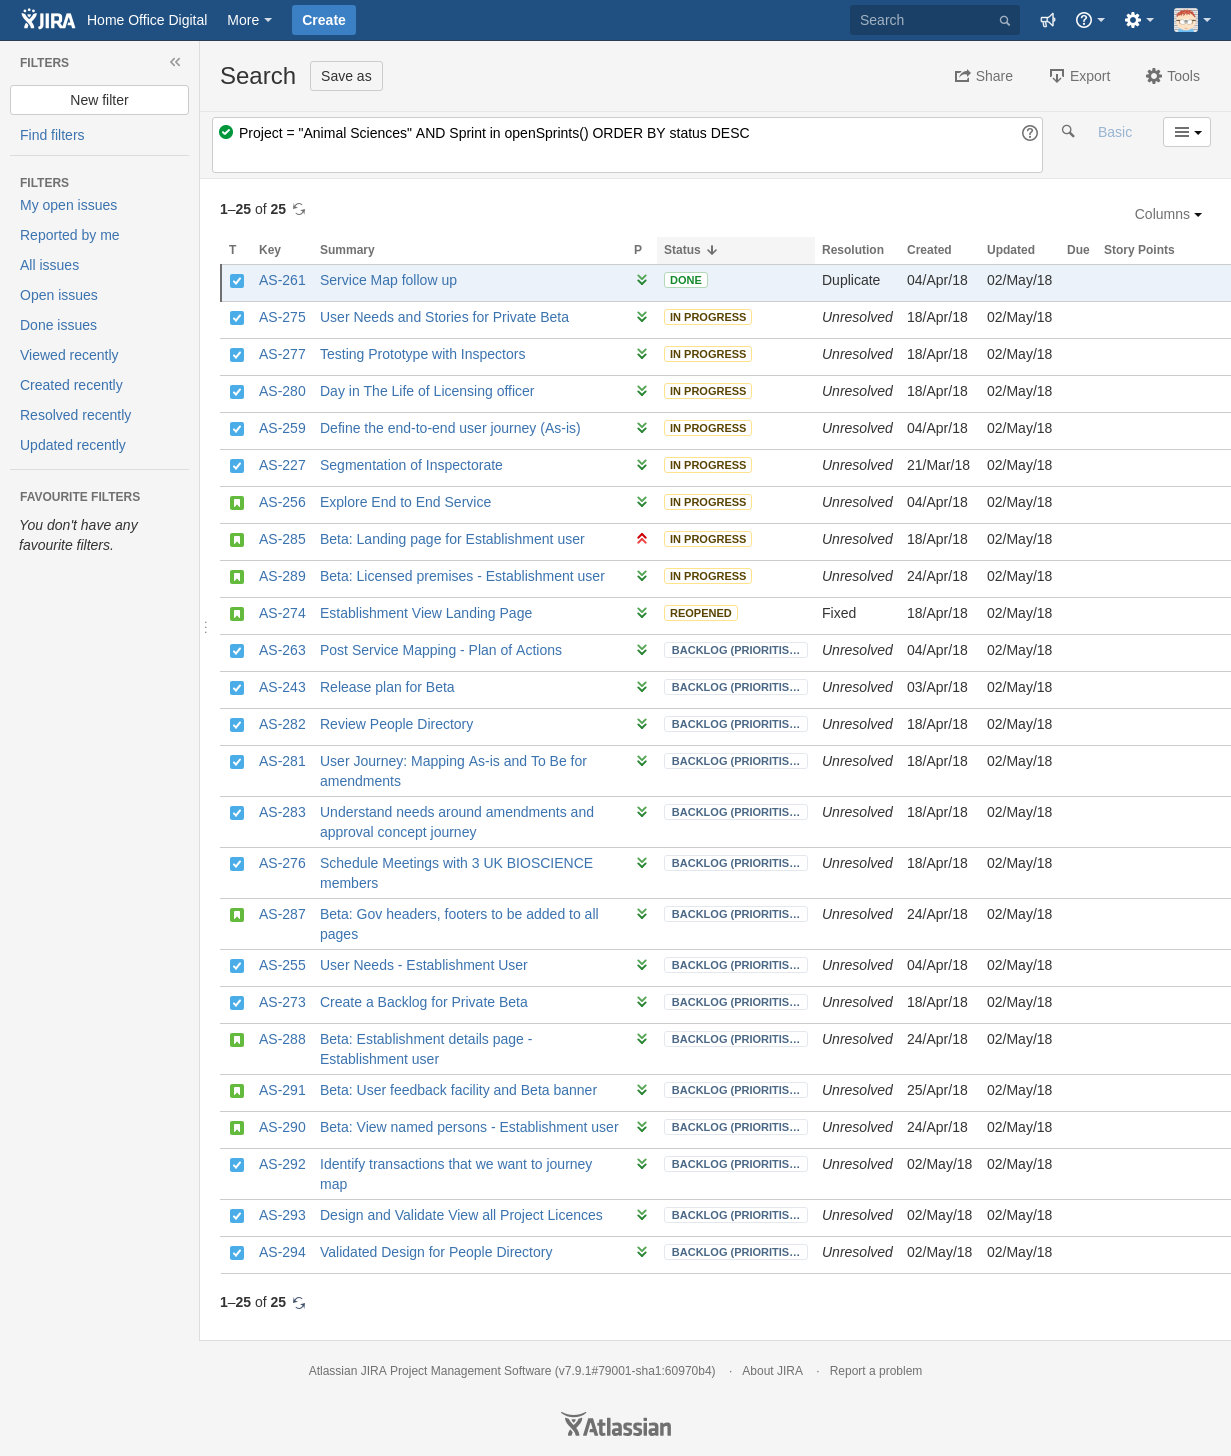 JIRA Home Office Digital More Create Search
FILTERS
New filter
Find filters
FILTERS
My open issues
Reported by me
All issues
Open issues
Done issues
Viewed recently
Created recently
Resolved recently
Updated recently
FAVOURITE FILTERS
You don't have any
favourite filters.
Search Save as Share Export Tools
Project = "Animal Sciences" AND Sprint in openSprints() ORDER BY status DESC Basic
1–25 of 25
Columns
T Key Summary P Status Resolution Created Updated Due Story Points
AS-261 Service Map follow up DONE Duplicate 04/Apr/18 02/May/18
AS-275 User Needs and Stories for Private Beta IN PROGRESS Unresolved 18/Apr/18 02/May/18
AS-277 Testing Prototype with Inspectors IN PROGRESS Unresolved 18/Apr/18 02/May/18
AS-280 Day in The Life of Licensing officer IN PROGRESS Unresolved 18/Apr/18 02/May/18
AS-259 Define the end-to-end user journey (As-is) IN PROGRESS Unresolved 04/Apr/18 02/May/18
AS-227 Segmentation of Inspectorate IN PROGRESS Unresolved 21/Mar/18 02/May/18
AS-256 Explore End to End Service IN PROGRESS Unresolved 04/Apr/18 02/May/18
AS-285 Beta: Landing page for Establishment user IN PROGRESS Unresolved 18/Apr/18 02/May/18
AS-289 Beta: Licensed premises - Establishment user IN PROGRESS Unresolved 24/Apr/18 02/May/18
AS-274 Establishment View Landing Page REOPENED Fixed 18/Apr/18 02/May/18
AS-263 Post Service Mapping - Plan of Actions BACKLOG (PRIORITIS… Unresolved 04/Apr/18 02/May/18
AS-243 Release plan for Beta BACKLOG (PRIORITIS… Unresolved 03/Apr/18 02/May/18
AS-282 Review People Directory BACKLOG (PRIORITIS… Unresolved 18/Apr/18 02/May/18
AS-281 User Journey: Mapping As-is and To Be for BACKLOG (PRIORITIS… Unresolved 18/Apr/18 02/May/18
amendments
AS-283 Understand needs around amendments and BACKLOG (PRIORITIS… Unresolved 18/Apr/18 02/May/18
approval concept journey
AS-276 Schedule Meetings with 3 UK BIOSCIENCE BACKLOG (PRIORITIS… Unresolved 18/Apr/18 02/May/18
members
AS-287 Beta: Gov headers, footers to be added to all BACKLOG (PRIORITIS… Unresolved 24/Apr/18 02/May/18
pages
AS-255 User Needs - Establishment User BACKLOG (PRIORITIS… Unresolved 04/Apr/18 02/May/18
AS-273 Create a Backlog for Private Beta BACKLOG (PRIORITIS… Unresolved 18/Apr/18 02/May/18
AS-288 Beta: Establishment details page - BACKLOG (PRIORITIS… Unresolved 24/Apr/18 02/May/18
Establishment user
AS-291 Beta: User feedback facility and Beta banner BACKLOG (PRIORITIS… Unresolved 25/Apr/18 02/May/18
AS-290 Beta: View named persons - Establishment user BACKLOG (PRIORITIS… Unresolved 24/Apr/18 02/May/18
AS-292 Identify transactions that we want to journey BACKLOG (PRIORITIS… Unresolved 02/May/18 02/May/18
map
AS-293 Design and Validate View all Project Licences BACKLOG (PRIORITIS… Unresolved 02/May/18 02/May/18
AS-294 Validated Design for People Directory BACKLOG (PRIORITIS… Unresolved 02/May/18 02/May/18
1–25 of 25
Atlassian JIRA Project Management Software (v7.9.1#79001-sha1:60970b4) · About JIRA · Report a problem
Atlassian